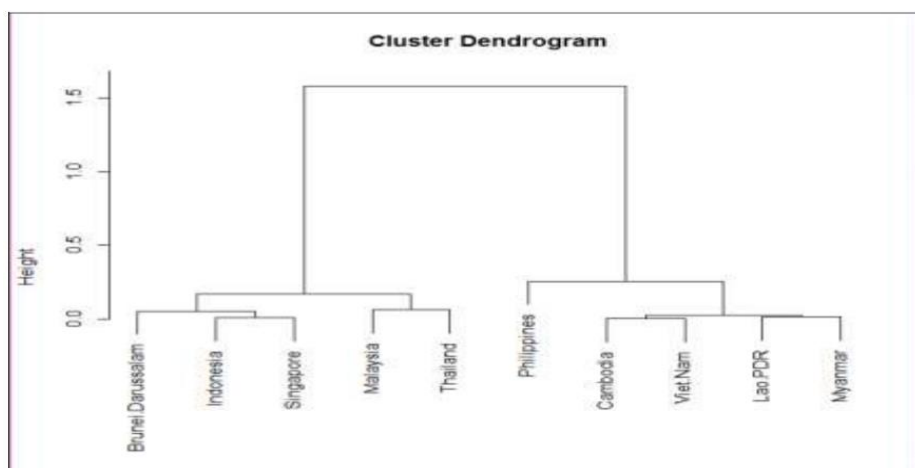 Cluster Dendrogram
Height
1.5
1.0
0.5
0.0
Brunei.Darussalam
Indonesia
Singapore
Malaysia
Thailand
Philippines
Cambodia
Viet.Nam
Lao.PDR
Myanmar